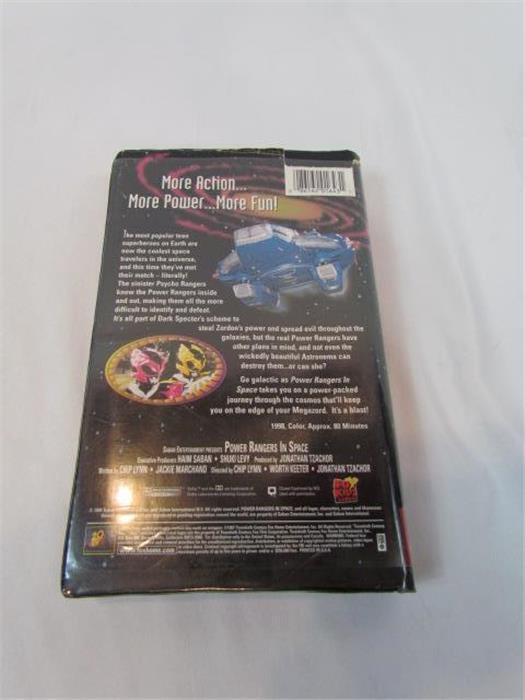 More Action...
More Power...More Fun!
The most popular teen
superheroes on Earth are
now the coolest space
travelers in the universe,
and this time they've met
their match – literally!
The sinister Psycho Rangers
know the Power Rangers inside
and out, making them all the more
difficult to identify and defeat.
It's all part of Dark Specter's scheme to
steal Zordon's power and spread evil throughout the
galaxies, but the real Power Rangers have
other plans in mind, and not even the
wickedly beautiful Astronema can
destroy them...or can she?
Go galactic as Power Rangers In
Space takes you on a power-packed
journey through the cosmos that'll keep
you on the edge of your Megazord. It's a blast!
1998, Color, Approx. 80 Minutes
Saban Entertainment presents Power Rangers In Space
Executive Producers HAIM SABAN • SHUKI LEVY Produced by JONATHAN TZACHOR
Written by CHIP LYNN • JACKIE MARCHAND Directed by CHIP LYNN • WORTH KEETER • JONATHAN TZACHOR
FOX
KIDS
VIDEO
www.foxhome.com